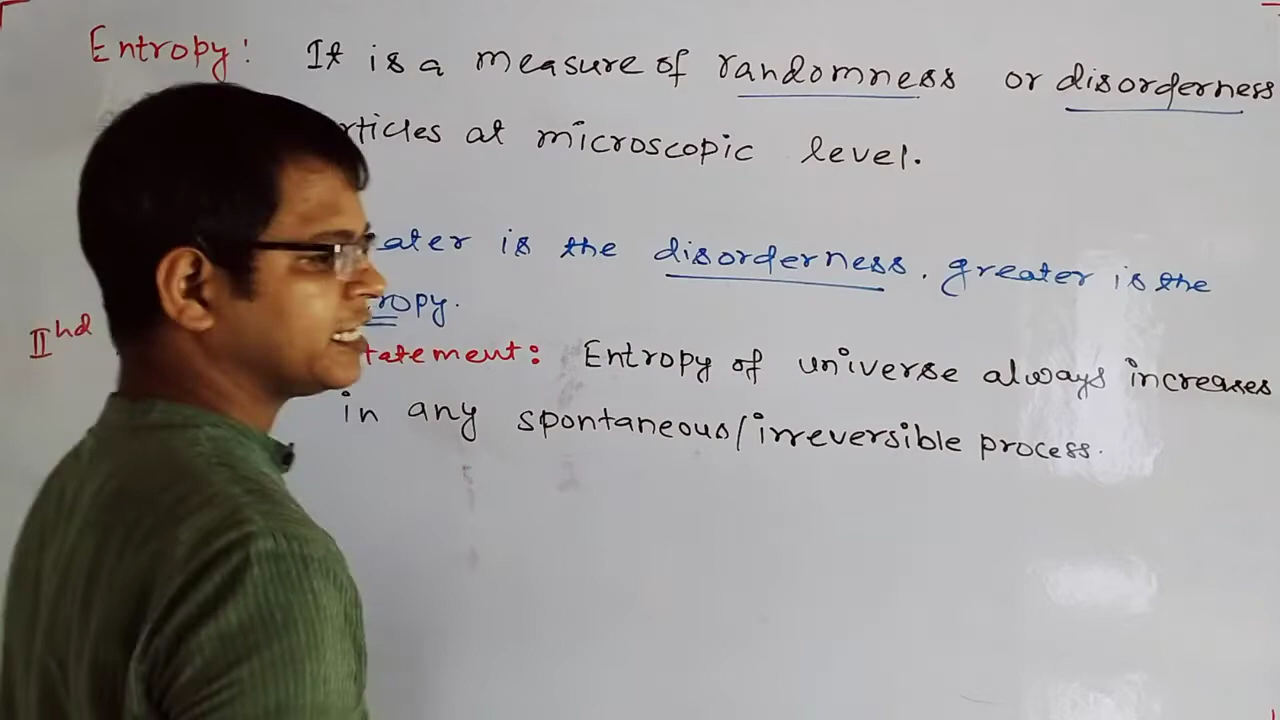 Entropy: It is a measure of randomness or disorderness
rticles at microscopic level.
ater is the disorderness. greater is the
ropy.
IInd tatement: Entropy of universe always increases
in any spontaneous/irreversible process.